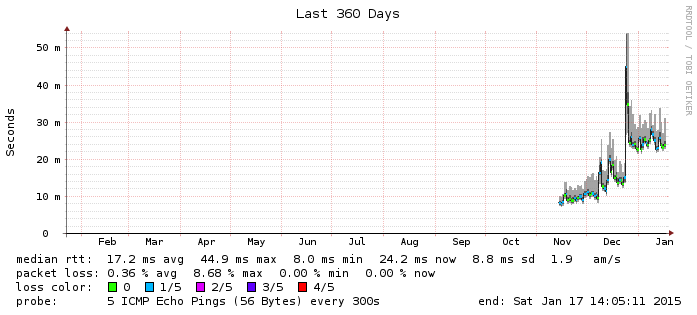 Last 360 Days
RRDTOOL / TOBI OETIKER
Seconds
50 m
40 m
30 m
20 m
10 m
0
Feb Mar Apr May Jun Jul Aug Sep Oct Nov Dec Jan
median rtt: 17.2 ms avg 44.9 ms max 8.0 ms min 24.2 ms now 8.8 ms sd 1.9 am/s
packet loss: 0.36 % avg 8.68 % max 0.00 % min 0.00 % now
loss color: 0 1/5 2/5 3/5 4/5
probe: 5 ICMP Echo Pings (56 Bytes) every 300s end: Sat Jan 17 14:05:11 2015